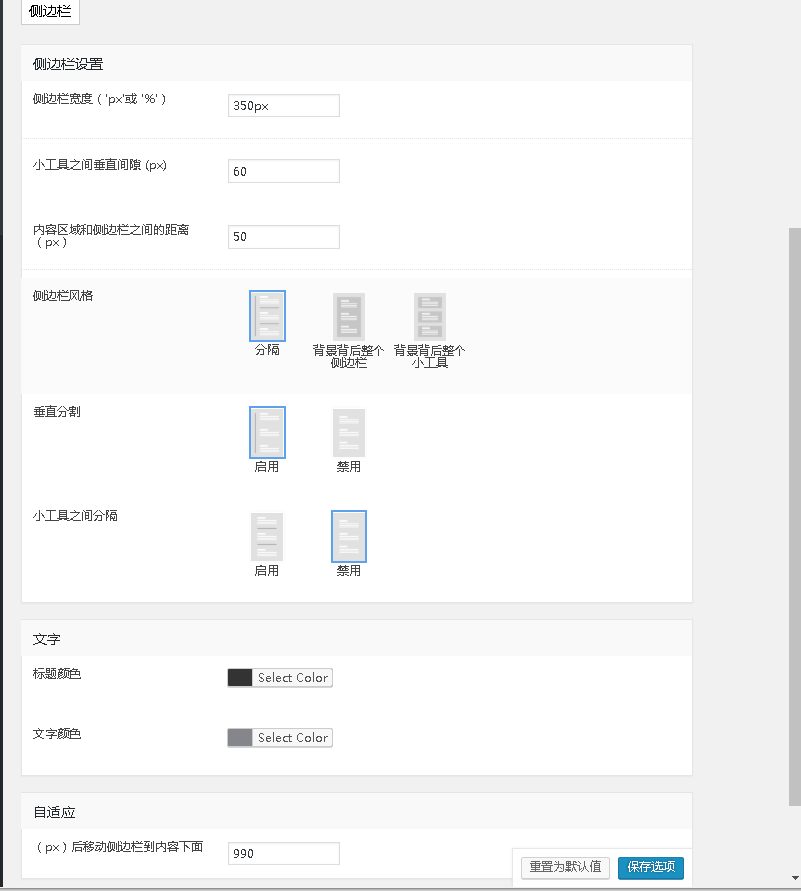 侧边栏
侧边栏设置
侧边栏宽度（'px'或 '%'）
350px
小工具之间垂直间隙 (px)
60
内容区域和侧边栏之间的距离
（px）
50
侧边栏风格
分隔
背景背后整个
侧边栏
背景背后整个
小工具
垂直分割
启用
禁用
小工具之间分隔
启用
禁用
文字
标题颜色
Select Color
文字颜色
Select Color
自适应
（px）后移动侧边栏到内容下面
990
重置为默认值
保存选项